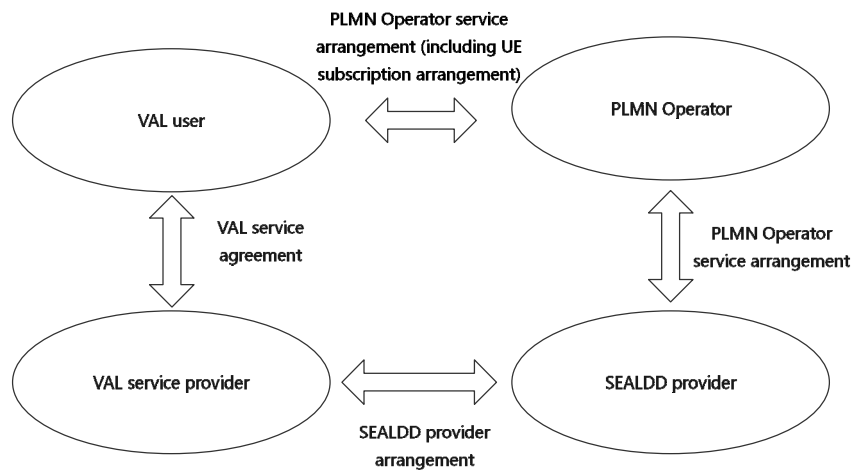 PLMN Operator service
arrangement (including UE
subscription arrangement)
VAL user
PLMN Operator
VAL service
agreement
PLMN Operator
service arrangement
VAL service provider
SEALDD provider
SEALDD provider
arrangement